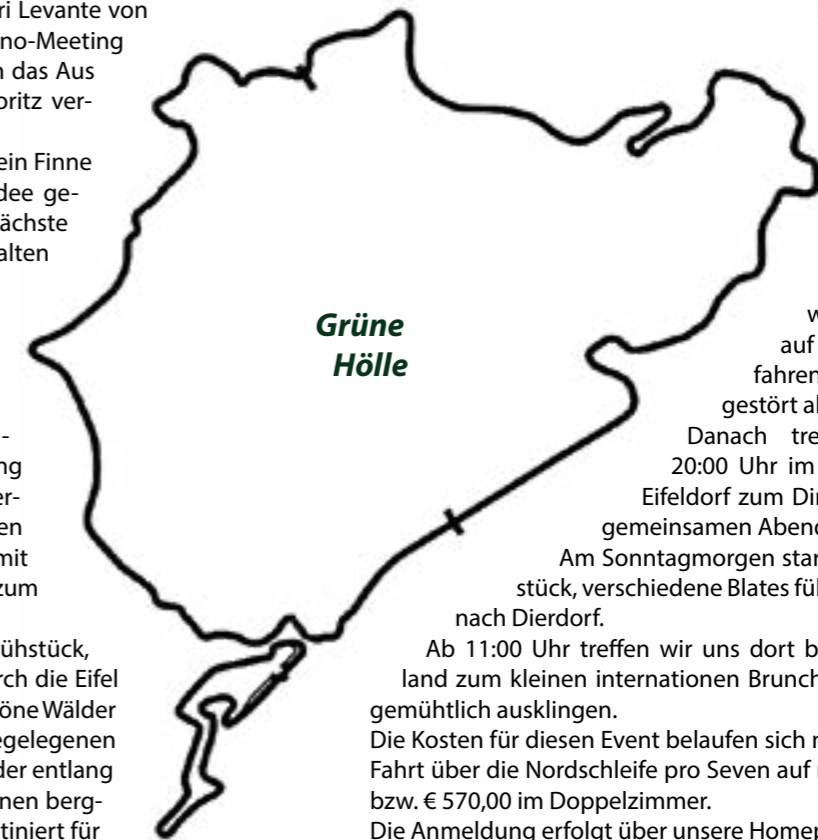 ri Levante von
no-Meeting
n das Aus
oritz ver-
ein Finne
dee ge-
ächste
alten
-
ng
er-
en
mit
zum
ühstück,
rch die Eifel
öne Wälder
egelegenen
der entlang
nen berg-
tiniert für
Grüne
Hölle
w
auf
fahren
gestört al
Danach tre
20:00 Uhr im
Eifeldorf zum Din
gemeinsamen Abend
Am Sonntagmorgen star
stück, verschiedene Blates fül
nach Dierdorf.
Ab 11:00 Uhr treffen wir uns dort b
land zum kleinen internationen Brunch
gemühtlich ausklingen.
Die Kosten für diesen Event belaufen sich m
Fahrt über die Nordschleife pro Seven auf
bzw. € 570,00 im Doppelzimmer.
Die Anmeldung erfolgt über unsere Homep